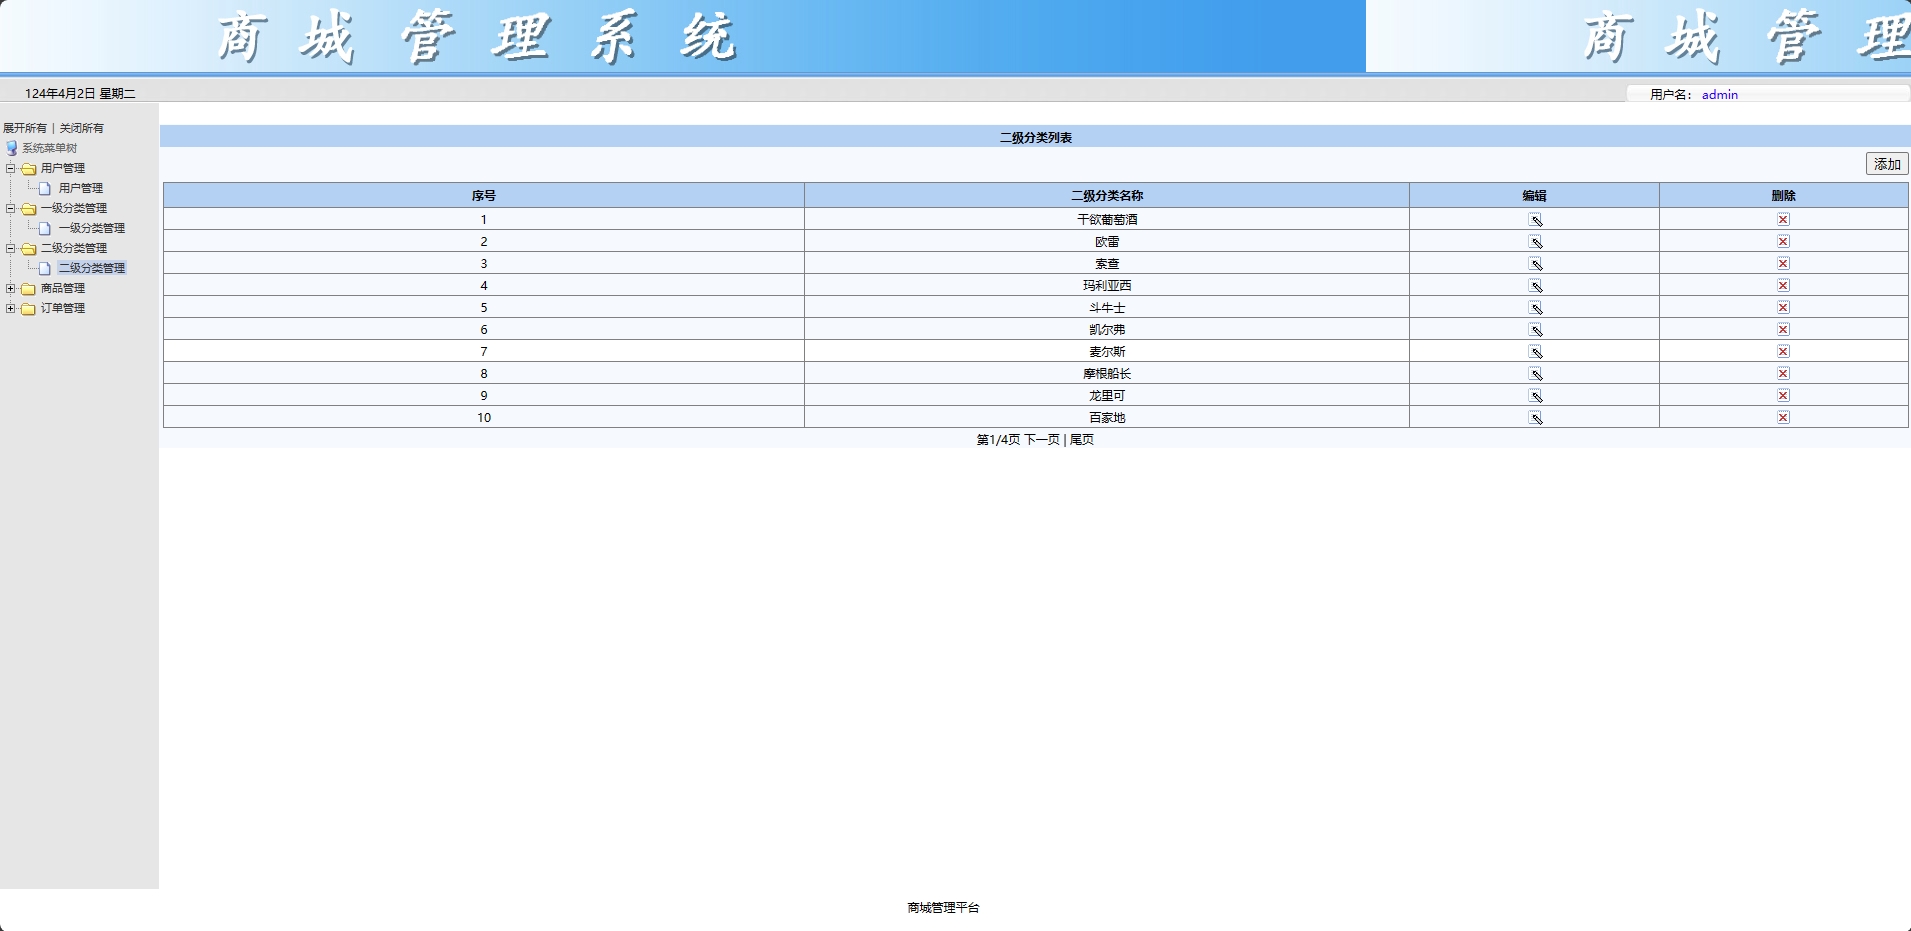 商城管理系统 商城管理
124年4月2日 星期二
用户名： admin
展开所有 | 关闭所有
系统菜单树
用户管理
用户管理
一级分类管理
一级分类管理
二级分类管理
二级分类管理
商品管理
订单管理
二级分类列表
添加
序号 二级分类名称 编辑 删除
1 干欲葡萄酒
2 欧雷
3 索查
4 玛利亚西
5 斗牛士
6 凯尔弗
7 麦尔斯
8 摩根船长
9 龙里可
10 百家地
第1/4页 下一页 | 尾页
商城管理平台